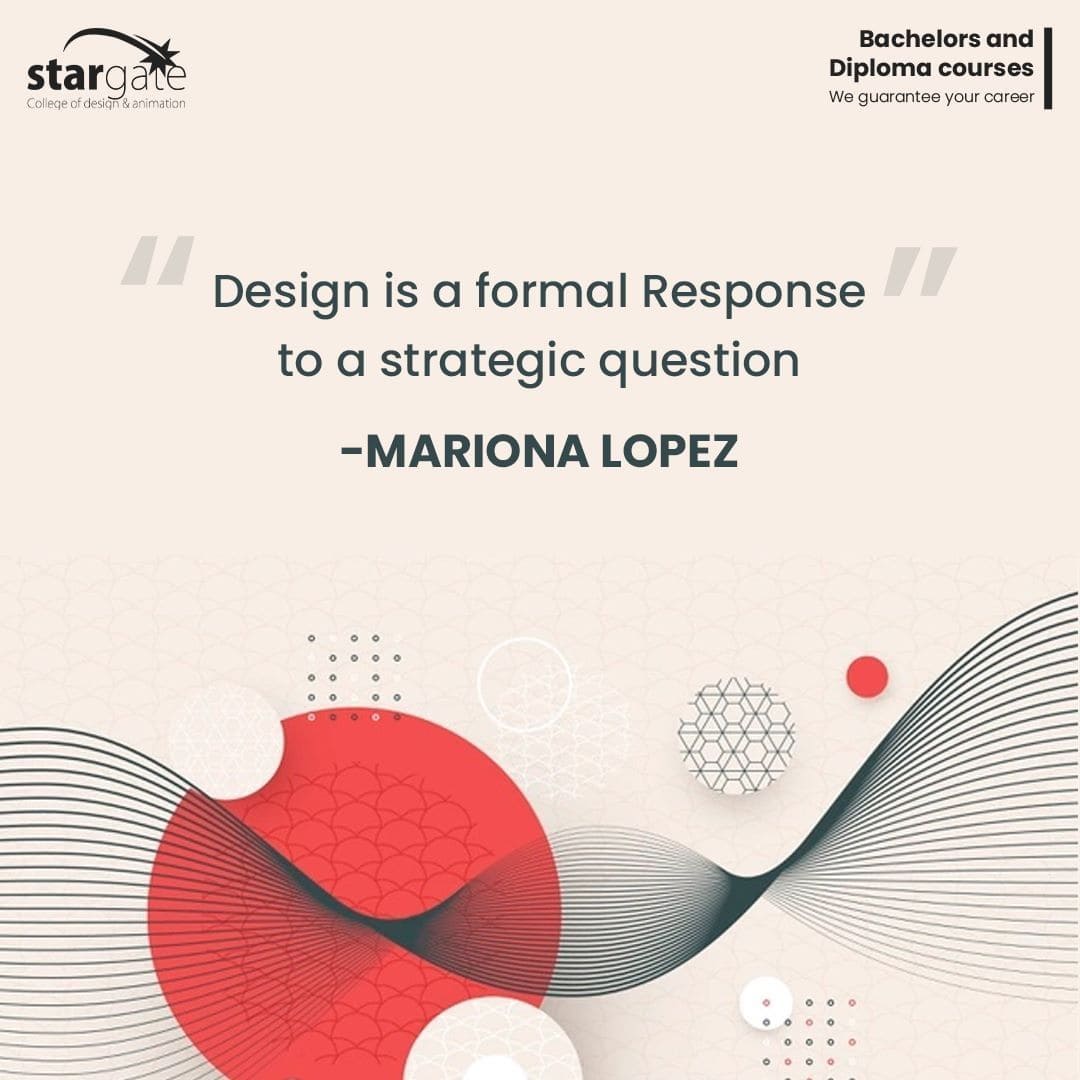 stargate
College of design & animation
Bachelors and
Diploma courses
We guarantee your career
“ Design is a formal Response ”
to a strategic question
-MARIONA LOPEZ